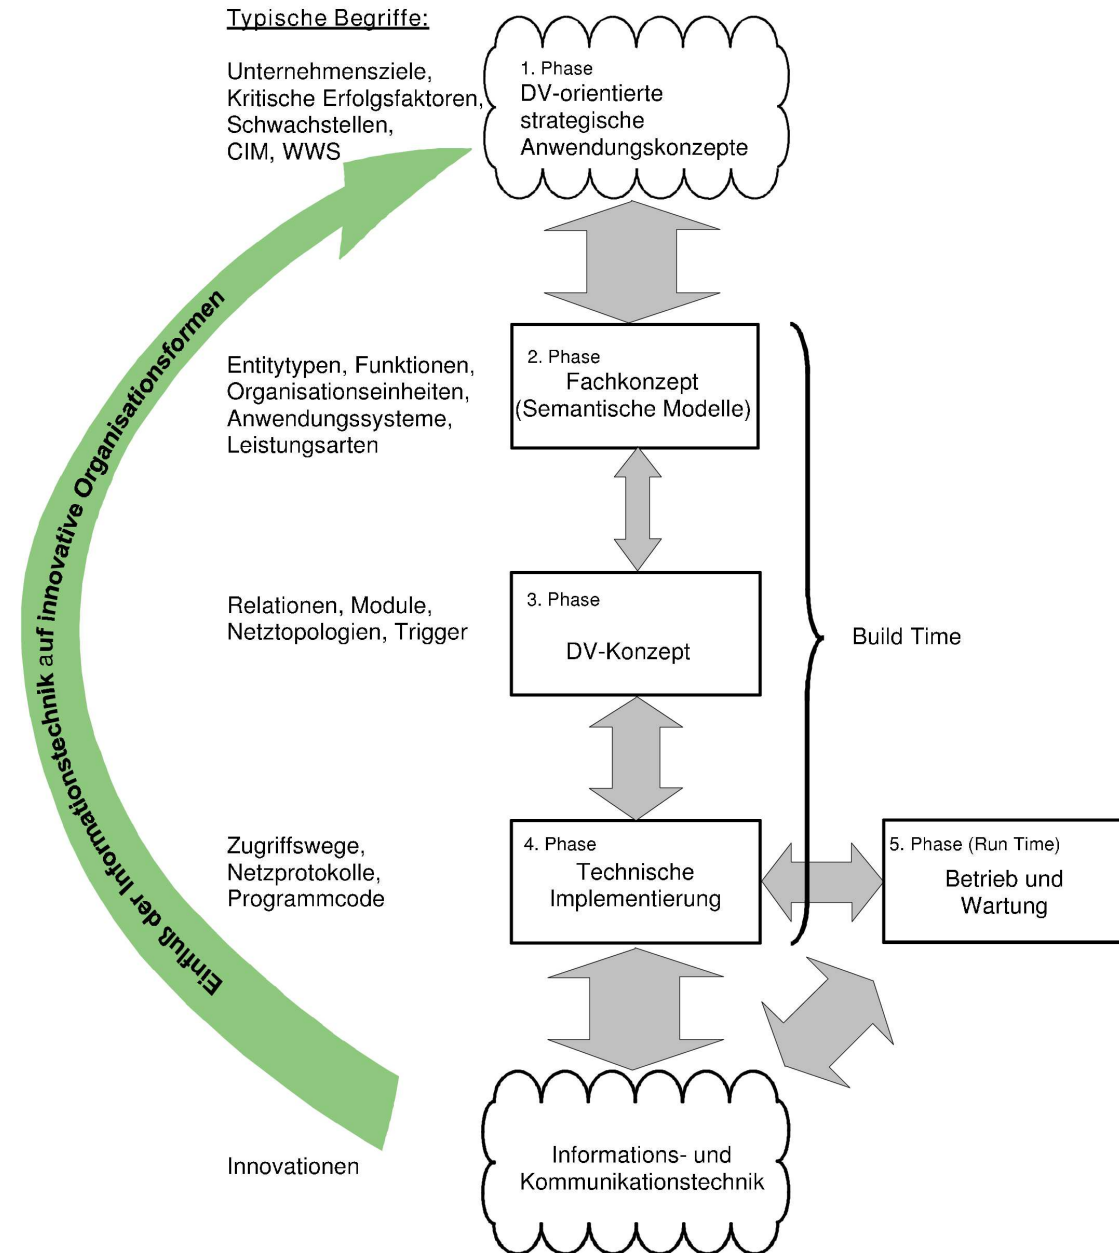 Typische Begriffe:
Unternehmensziele,
Kritische Erfolgsfaktoren,
Schwachstellen,
CIM, WWS
1. Phase
DV-orientierte
strategische
Anwendungskonzepte
Einfluß der Informationstechnik auf innovative Organisationsformen
Entitytypen, Funktionen,
Organisationseinheiten,
Anwendungssysteme,
Leistungsarten
2. Phase
Fachkonzept
(Semantische Modelle)
Relationen, Module,
Netztopologien, Trigger
3. Phase
DV-Konzept
Build Time
Zugriffswege,
Netzprotokolle,
Programmcode
4. Phase
Technische
Implementierung
5. Phase (Run Time)
Betrieb und
Wartung
Innovationen
Informations- und
Kommunikationstechnik